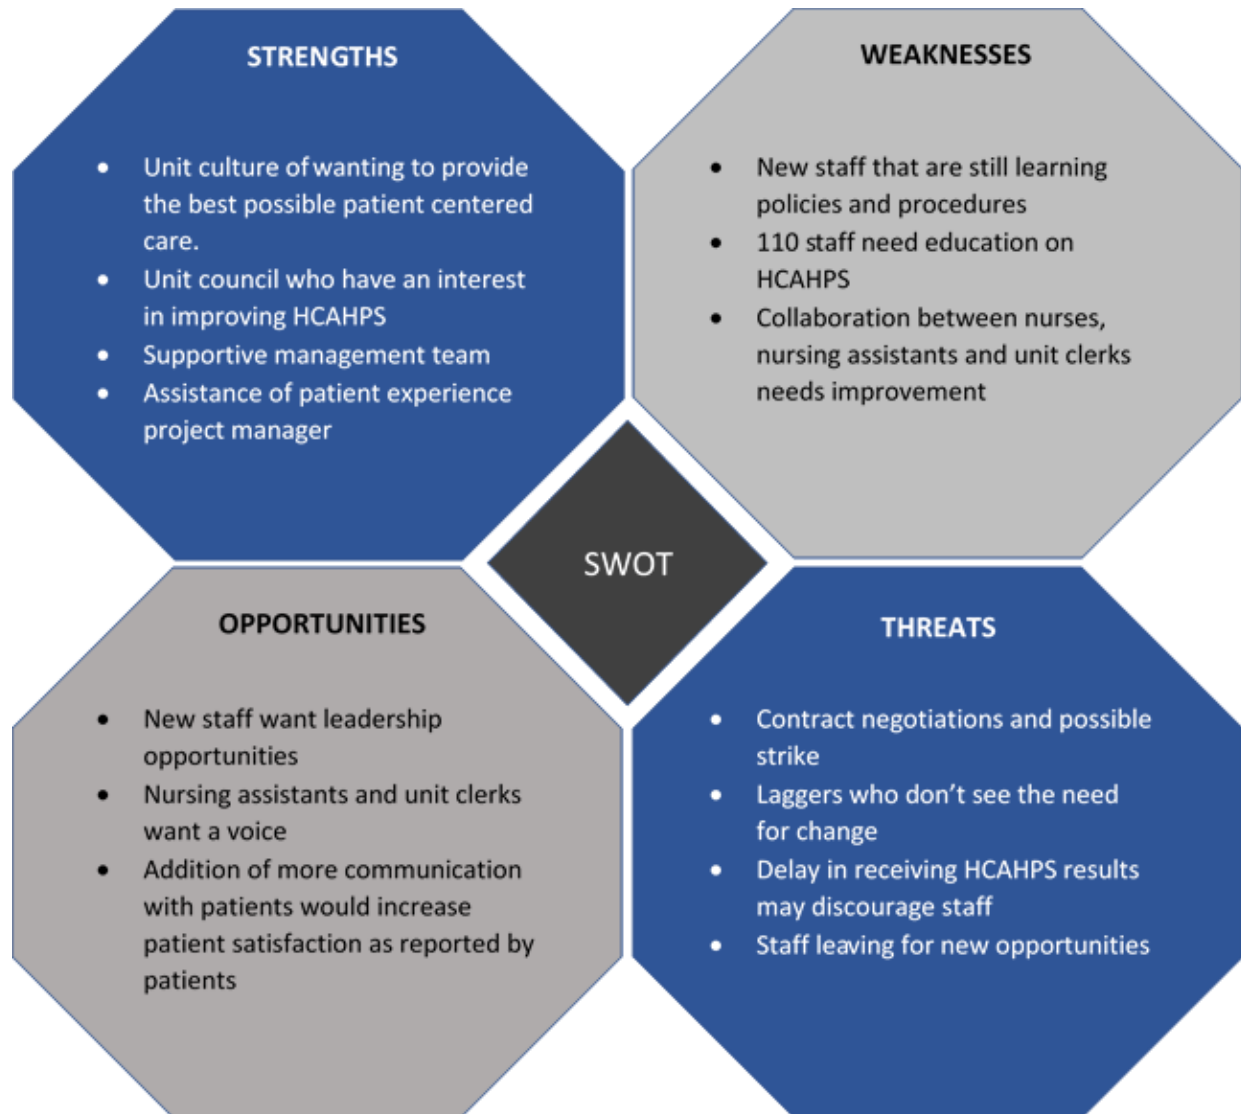 STRENGTHS
• Unit culture of wanting to provide
the best possible patient centered
care.
• Unit council who have an interest
in improving HCAHPS
• Supportive management team
• Assistance of patient experience
project manager
WEAKNESSES
• New staff that are still learning
policies and procedures
• 110 staff need education on
HCAHPS
• Collaboration between nurses,
nursing assistants and unit clerks
needs improvement
SWOT
OPPORTUNITIES
• New staff want leadership
opportunities
• Nursing assistants and unit clerks
want a voice
• Addition of more communication
with patients would increase
patient satisfaction as reported by
patients
THREATS
• Contract negotiations and possible
strike
• Laggers who don’t see the need
for change
• Delay in receiving HCAHPS results
may discourage staff
• Staff leaving for new opportunities